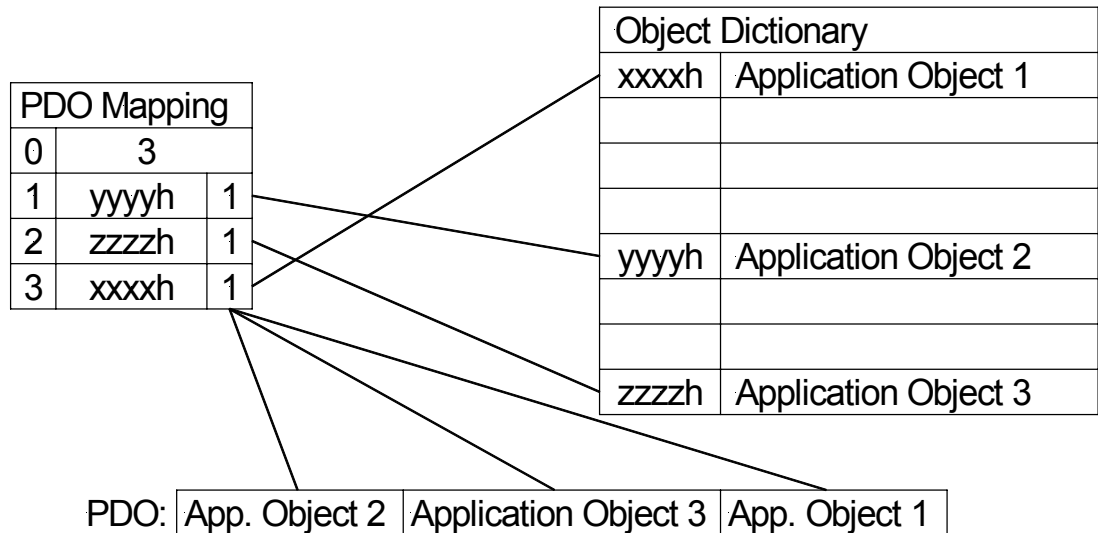 Object Dictionary
xxxxh Application Object 1
PDO Mapping
0 3
1 yyyyh 1
2 zzzzh 1
3 xxxxh 1
yyyyh Application Object 2
zzzzh Application Object 3
PDO: App. Object 2 Application Object 3 App. Object 1